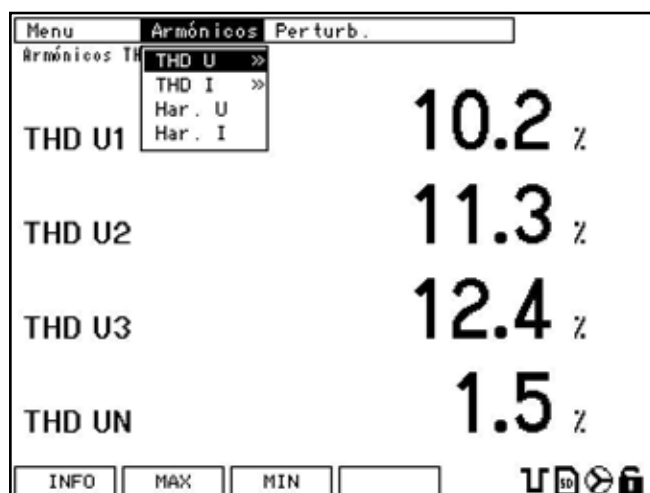 Menu Armónicos Perturb.
Armónicos TH
THD U »
THD I »
Har. U
Har. I
THD U1 10.2 %
THD U2 11.3 %
THD U3 12.4 %
THD UN 1.5 %
INFO MAX MIN
SD